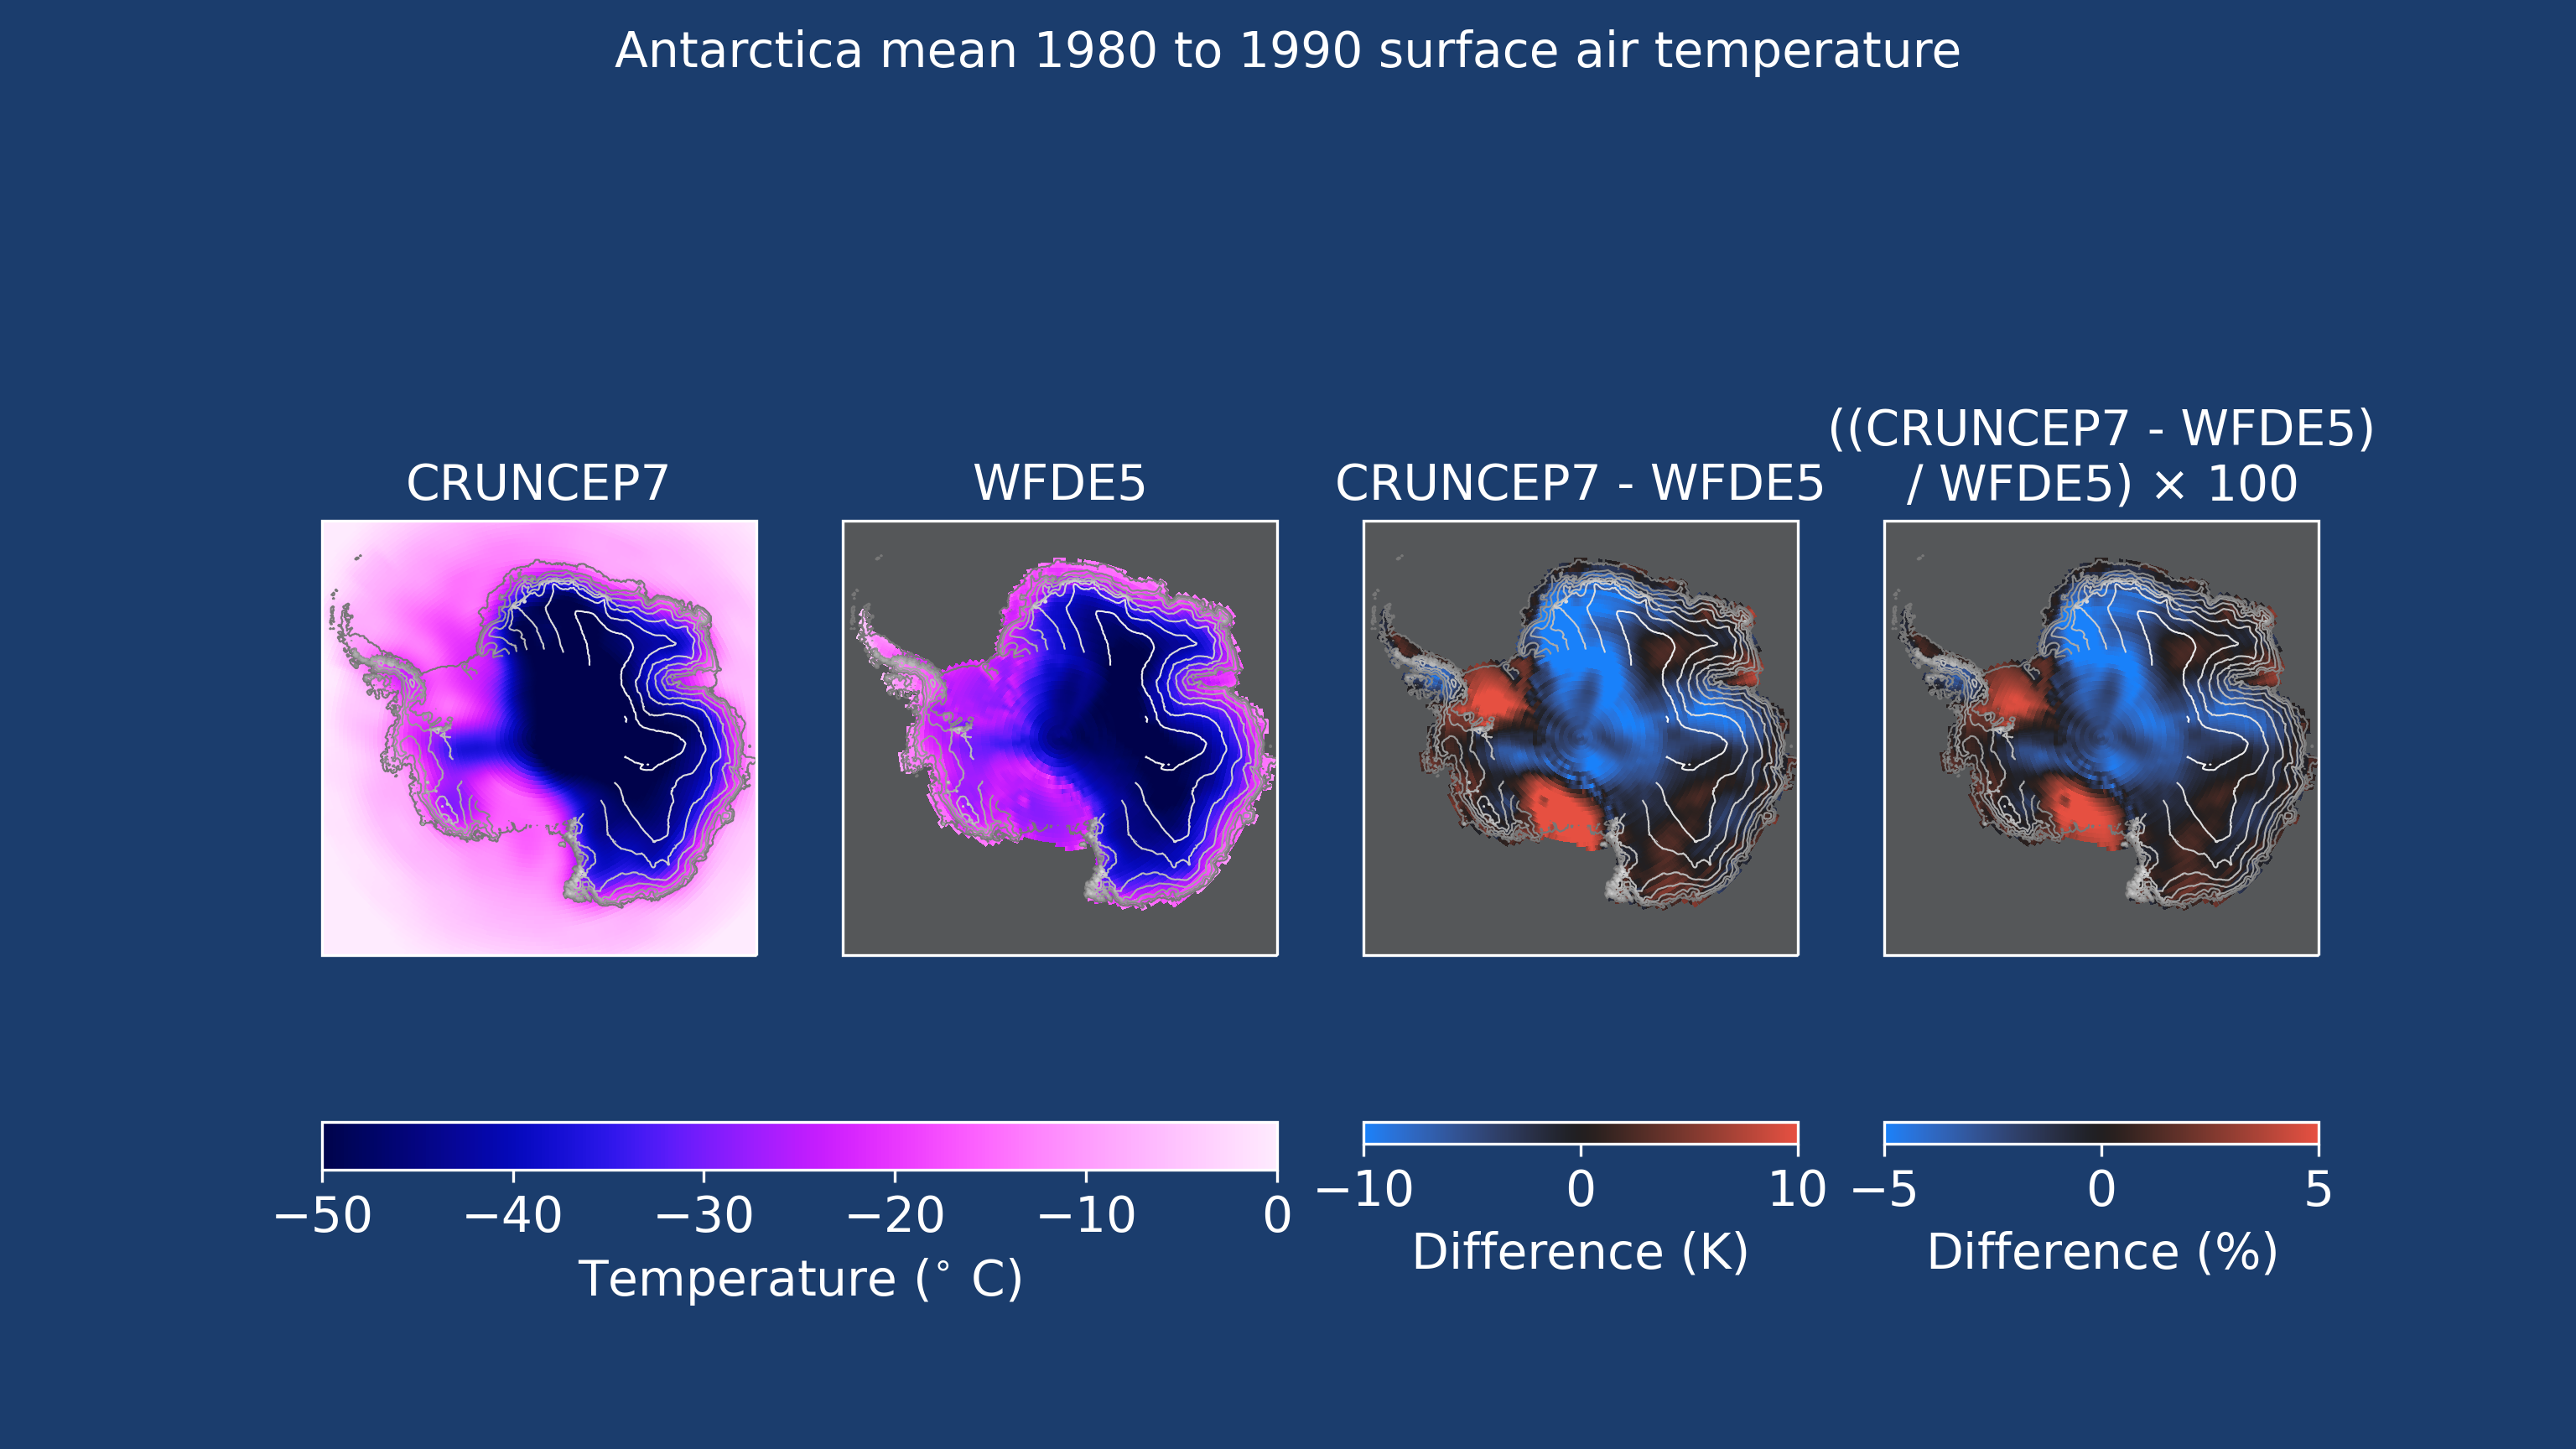 Antarctica mean 1980 to 1990 surface air temperature
CRUNCEP7
WFDE5
CRUNCEP7 - WFDE5
((CRUNCEP7 - WFDE5)
/ WFDE5) × 100
−50 −40 −30 −20 −10 0
Temperature (° C)
−10 0 10
Difference (K)
−5 0 5
Difference (%)